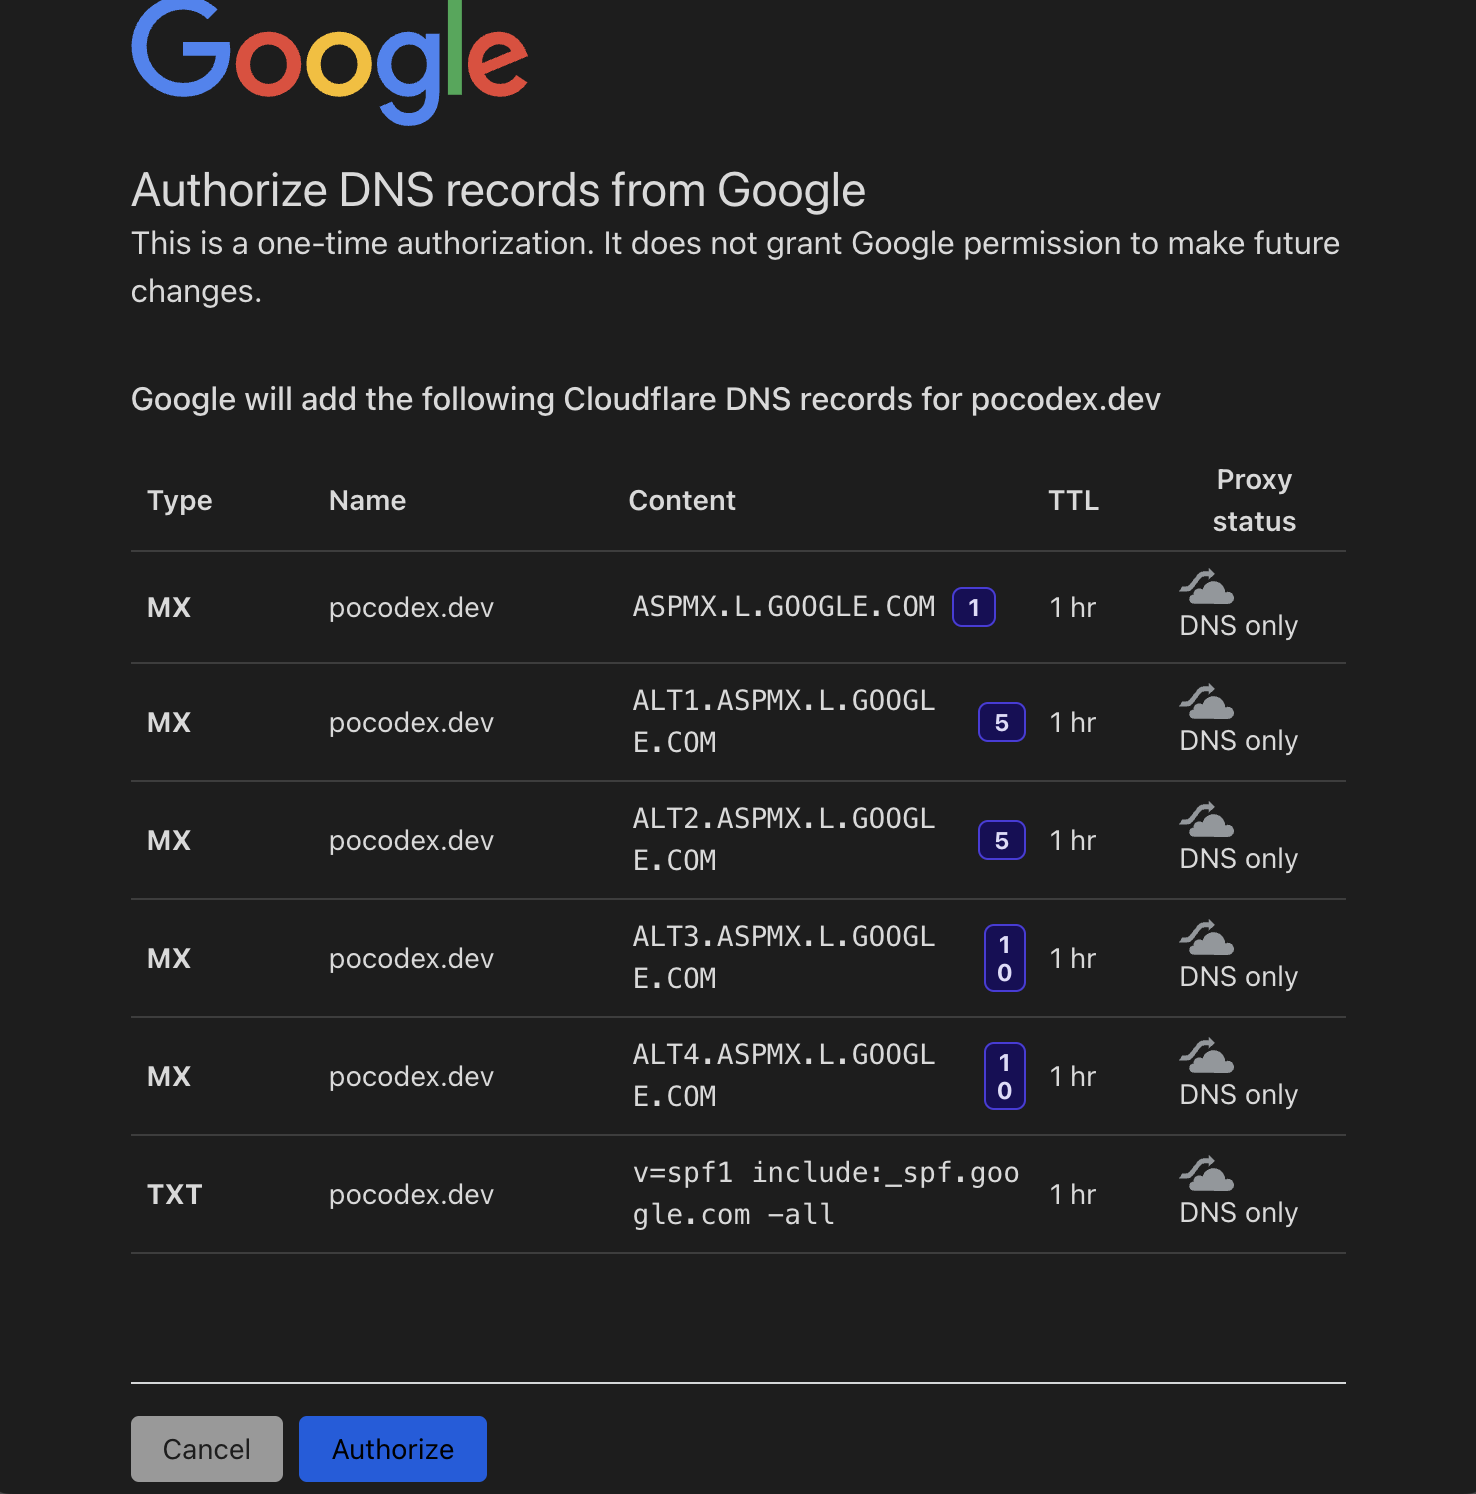 Google
Authorize DNS records from Google
This is a one-time authorization. It does not grant Google permission to make future
changes.
Google will add the following Cloudflare DNS records for pocodex.dev
Type Name Content TTL Proxy status
MX pocodex.dev ASPMX.L.GOOGLE.COM 1 1 hr DNS only
MX pocodex.dev ALT1.ASPMX.L.GOOGLE.COM 5 1 hr DNS only
MX pocodex.dev ALT2.ASPMX.L.GOOGLE.COM 5 1 hr DNS only
MX pocodex.dev ALT3.ASPMX.L.GOOGLE.COM 10 1 hr DNS only
MX pocodex.dev ALT4.ASPMX.L.GOOGLE.COM 10 1 hr DNS only
TXT pocodex.dev v=spf1 include:_spf.google.com -all 1 hr DNS only
Cancel Authorize